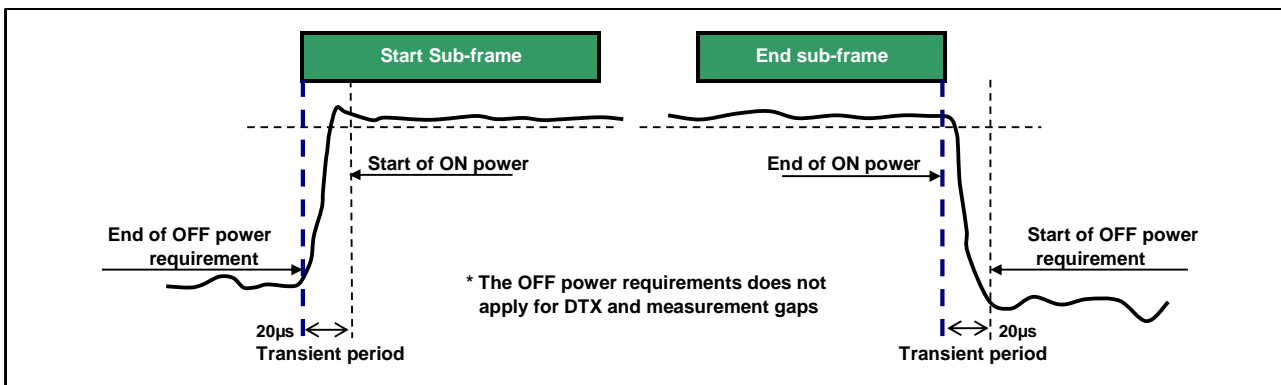 Start Sub-frame
End sub-frame
Start of ON power
End of ON power
End of OFF power
requirement
Start of OFF power
requirement
* The OFF power requirements does not
apply for DTX and measurement gaps
20µs
Transient period
20µs
Transient period